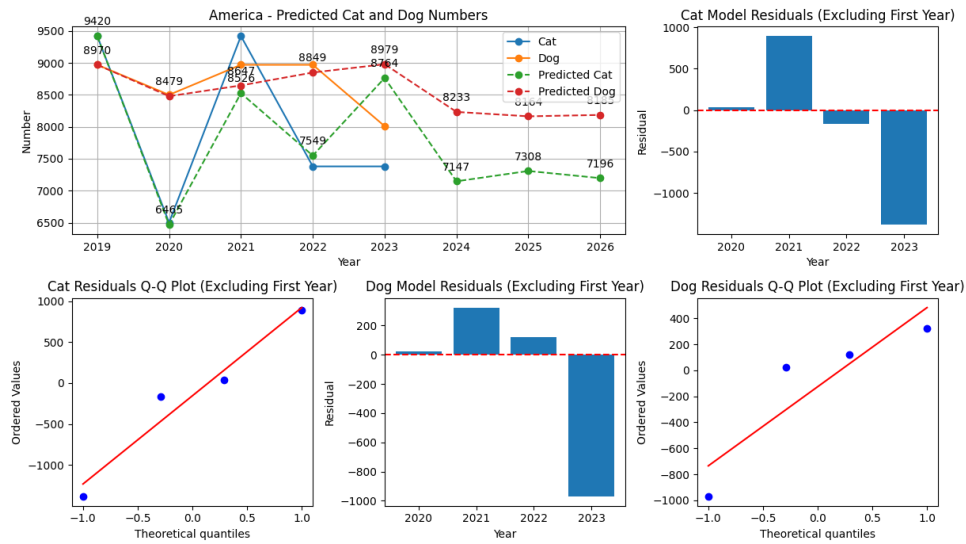 America - Predicted Cat and Dog Numbers
Number
9500
9000
8500
8000
7500
7000
6500
9420
8970
8479
6465
8647
8526
8849
7549
8979
8764
8233
7147
7308
7196
Cat
Dog
Predicted Cat
Predicted Dog
2019 2020 2021 2022 2023 2024 2025 2026
Year
Cat Model Residuals (Excluding First Year)
Residual
1000
500
0
−500
−1000
2020 2021 2022 2023
Year
Cat Residuals Q-Q Plot (Excluding First Year)
Ordered Values
1000
500
0
−500
−1000
−1.0 −0.5 0.0 0.5 1.0
Theoretical quantiles
Dog Model Residuals (Excluding First Year)
Residual
200
0
−200
−400
−600
−800
−1000
2020 2021 2022 2023
Year
Dog Residuals Q-Q Plot (Excluding First Year)
Ordered Values
400
200
0
−200
−400
−600
−800
−1000
−1.0 −0.5 0.0 0.5 1.0
Theoretical quantiles